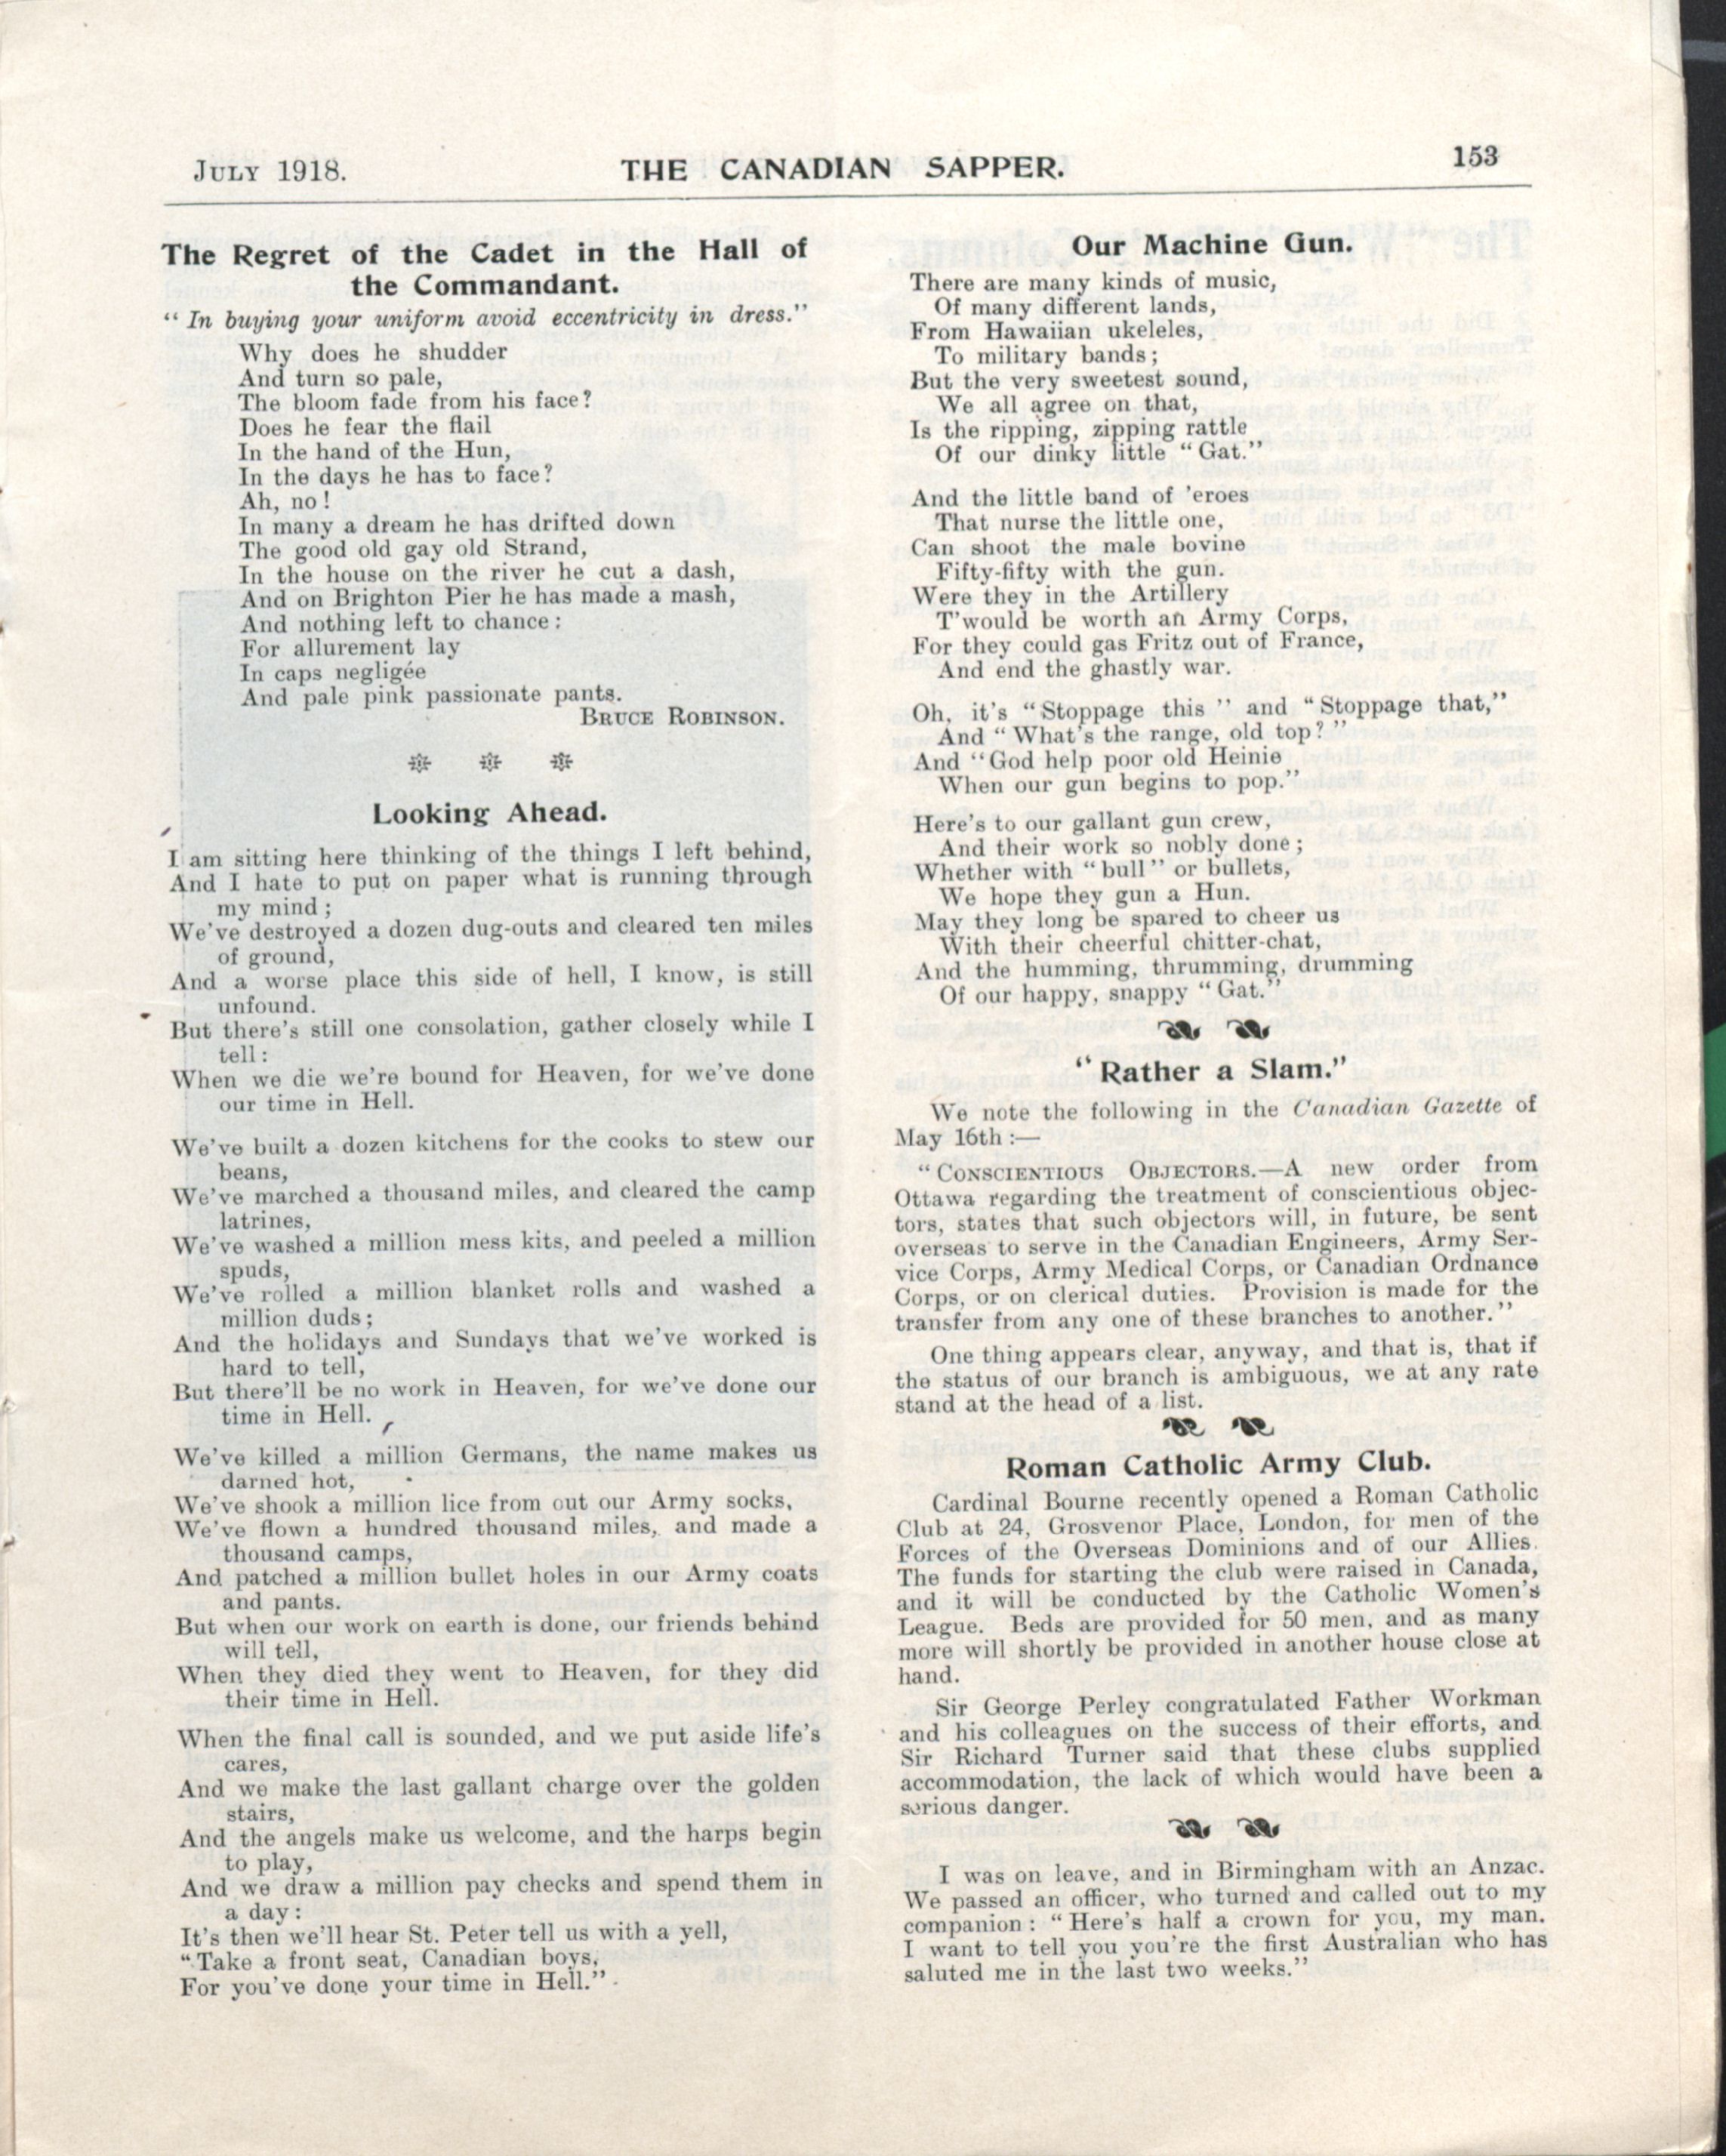 JULY 1918.
THE CANADIAN SAPPER.
153
The Regret of the Cadet in the Hall of
the Commandant.
“ In buying your uniform avoid eccentricity in dress.”
Why does he shudder
And turn so pale,
The bloom fade from his face?
Does he fear the flail
In the hand of the Hun,
In the days he has to face?
Ah, no!
In many a dream he has drifted down
The good old gay old Strand,
In the house on the river he cut a dash,
And on Brighton Pier he has made a mash,
And nothing left to chance:
For allurement lay
In caps negligée
And pale pink passionate pants.
BRUCE ROBINSON.
Looking Ahead.
I am sitting here thinking of the things I left behind,
And I hate to put on paper what is running through
my mind;
We've destroyed a dozen dug-outs and cleared ten miles
of ground,
And a worse place this side of hell, I know, is still
unfound.
But there's still one consolation, gather closely while I
tell:
When we die we're bound for Heaven, for we've done
our time in Hell.
We've built a dozen kitchens for the cooks to stew our
beans,
We've marched a thousand miles, and cleared the camp
latrines,
We've washed a million mess kits, and peeled a million
spuds,
We've rolled a million blanket rolls and washed a
million duds;
And the holidays and Sundays that we've worked is
hard to tell,
But there'll be no work in Heaven, for we've done our
time in Hell.
We've killed a million Germans, the name makes us
darned hot,
We've shook a million lice from out our Army socks,
We've flown a hundred thousand miles, and made a
thousand camps,
And patched a million bullet holes in our Army coats
and pants.
But when our work on earth is done, our friends behind
will tell,
When they died they went to Heaven, for they did
their time in Hell.
When the final call is sounded, and we put aside life's
cares,
And we make the last gallant charge over the golden
stairs,
And the angels make us welcome, and the harps begin
to play,
And we draw a million pay checks and spend them in
a day:
It's then we'll hear St. Peter tell us with a yell,
“Take a front seat, Canadian boys,
For you've done your time in Hell.”
Our Machine Gun.
There are many kinds of music,
Of many different lands,
From Hawaiian ukeleles,
To military bands;
But the very sweetest sound,
We all agree on that,
Is the ripping, zipping rattle
Of our dinky little “Gat.”
And the little band of 'eroes
That nurse the little one,
Can shoot the male bovine
Fifty-fifty with the gun.
Were they in the Artillery
T'would be worth an Army Corps,
For they could gas Fritz out of France,
And end the ghastly war.
Oh, it's “Stoppage this” and “Stoppage that,”
And “What's the range, old top?”
And “God help poor old Heinie
When our gun begins to pop.”
Here's to our gallant gun crew,
And their work so nobly done;
Whether with “bull” or bullets,
We hope they gun a Hun.
May they long be spared to cheer us
With their cheerful chitter-chat,
And the humming, thrumming, drumming
Of our happy, snappy “Gat.”
“Rather a Slam.”
We note the following in the Canadian Gazette of
May 16th:—
“CONSCIENTIOUS OBJECTORS.—A new order from
Ottawa regarding the treatment of conscientious objec-
tors, states that such objectors will, in future, be sent
overseas to serve in the Canadian Engineers, Army Ser-
vice Corps, Army Medical Corps, or Canadian Ordnance
Corps, or on clerical duties. Provision is made for the
transfer from any one of these branches to another.”
One thing appears clear, anyway, and that is, that if
the status of our branch is ambiguous, we at any rate
stand at the head of a list.
Roman Catholic Army Club.
Cardinal Bourne recently opened a Roman Catholic
Club at 24, Grosvenor Place, London, for men of the
Forces of the Overseas Dominions and of our Allies.
The funds for starting the club were raised in Canada,
and it will be conducted by the Catholic Women's
League. Beds are provided for 50 men, and as many
more will shortly be provided in another house close at
hand.
Sir George Perley congratulated Father Workman
and his colleagues on the success of their efforts, and
Sir Richard Turner said that these clubs supplied
accommodation, the lack of which would have been a
serious danger.
I was on leave, and in Birmingham with an Anzac.
We passed an officer, who turned and called out to my
companion: “Here's half a crown for you, my man.
I want to tell you you're the first Australian who has
saluted me in the last two weeks.”